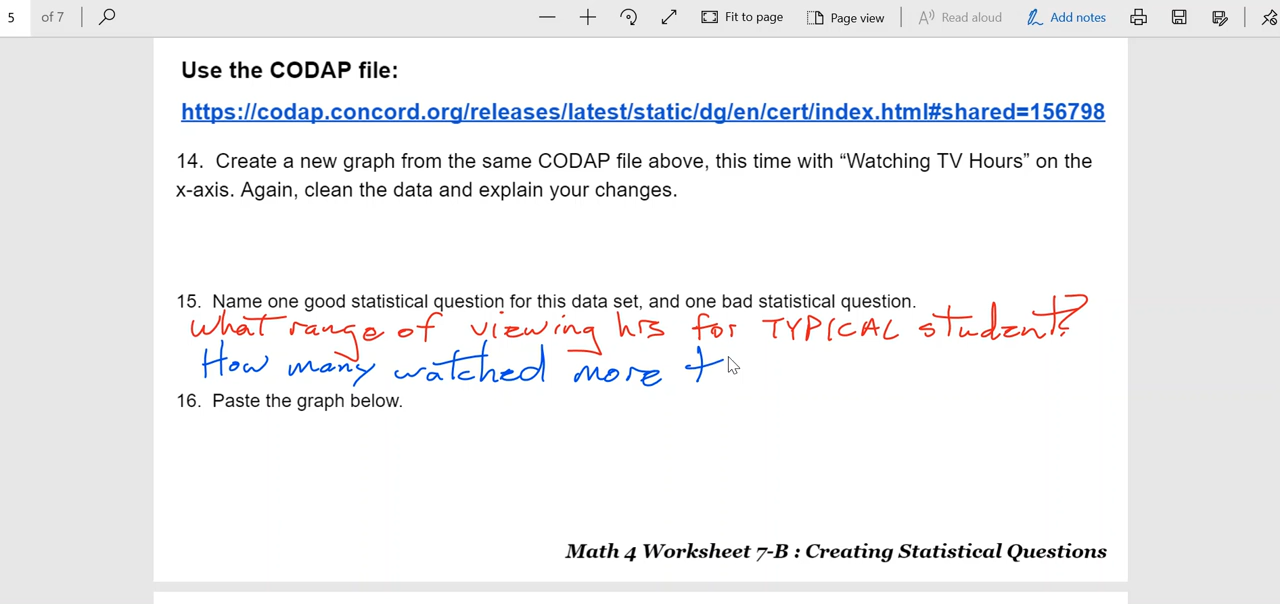 5 of 7 Fit to page Page view Read aloud Add notes
Use the CODAP file:
https://codap.concord.org/releases/latest/static/dg/en/cert/index.html#shared=156798
14. Create a new graph from the same CODAP file above, this time with “Watching TV Hours” on the
x-axis. Again, clean the data and explain your changes.
15. Name one good statistical question for this data set, and one bad statistical question.
What range of viewing hrs for TYPICAL student?
How many watched more t
16. Paste the graph below.
Math 4 Worksheet 7-B : Creating Statistical Questions